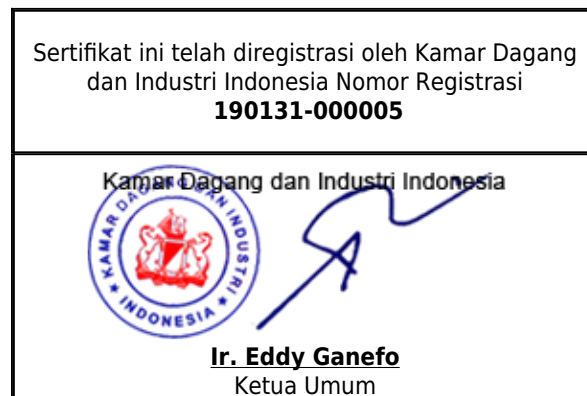 Sertifikat ini telah diregistrasi oleh Kamar Dagang
dan Industri Indonesia Nomor Registrasi
190131-000005
Kamar Dagang dan Industri Indonesia
KAMAR DAGANG DAN INDUSTRI
INDONESIA
Ir. Eddy Ganefo
Ketua Umum